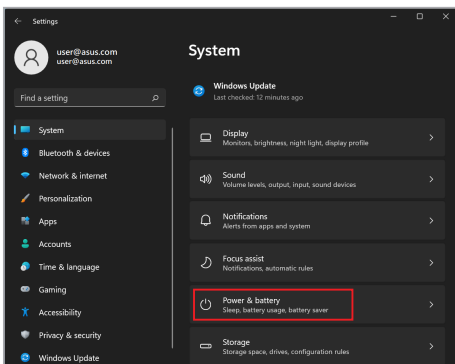 Settings
user@asus.com
user@asus.com
Find a setting
System
Bluetooth & devices
Network & internet
Personalization
Apps
Accounts
Time & language
Gaming
Accessibility
Privacy & security
Windows Update
System
Windows Update
Last checked: 12 minutes ago
Display
Monitors, brightness, night light, display profile
Sound
Volume levels, output, input, sound devices
Notifications
Alerts from apps and system
Focus assist
Notifications, automatic rules
Power & battery
Sleep, battery usage, battery saver
Storage
Storage space, drives, configuration rules